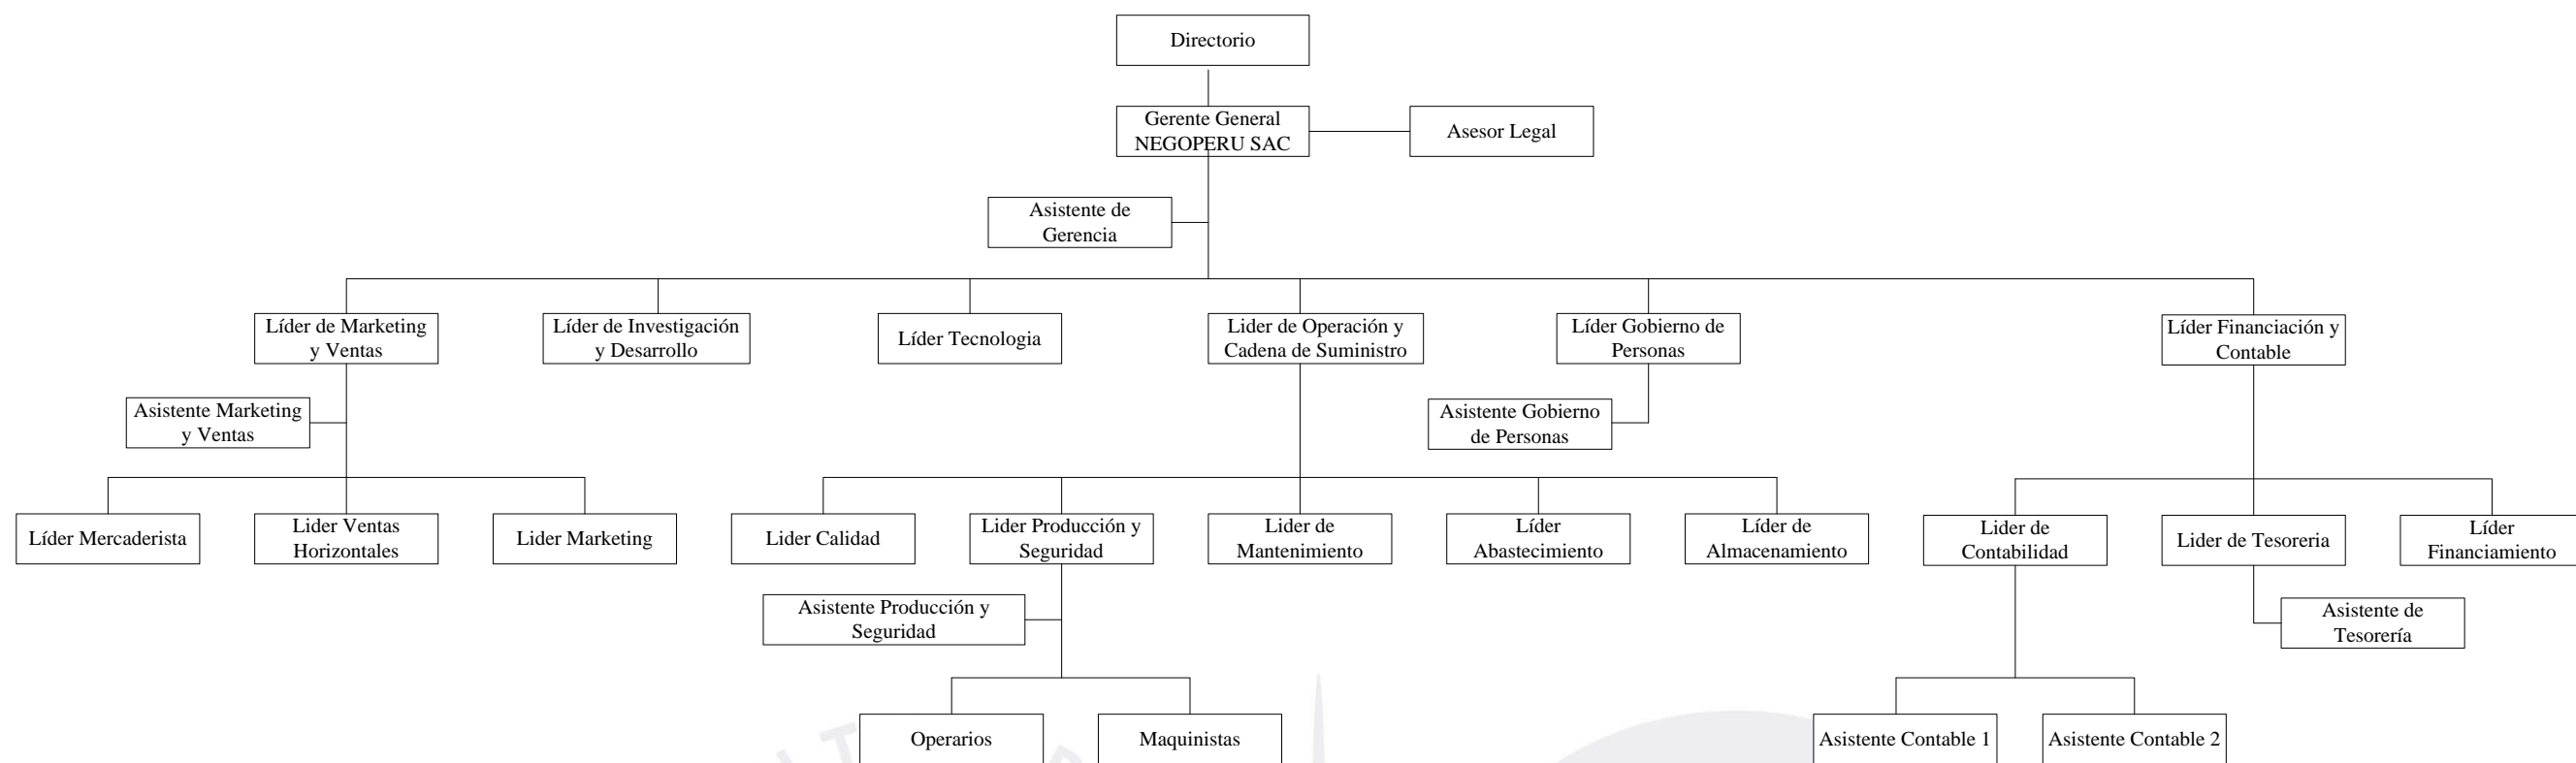 Directorio
Gerente General
NEGOPERU SAC
Asesor Legal
Asistente de
Gerencia
Líder de Marketing
y Ventas
Líder de Investigación
y Desarrollo
Líder Tecnologia
Lider de Operación y
Cadena de Suministro
Líder Gobierno de
Personas
Líder Financiación y
Contable
Asistente Marketing
y Ventas
Asistente Gobierno
de Personas
Líder Mercaderista
Lider Ventas
Horizontales
Lider Marketing
Lider Calidad
Lider Producción y
Seguridad
Lider de
Mantenimiento
Líder
Abastecimiento
Líder de
Almacenamiento
Lider de
Contabilidad
Lider de Tesoreria
Líder
Financiamiento
Asistente Producción y
Seguridad
Asistente de
Tesorería
Operarios
Maquinistas
Asistente Contable 1
Asistente Contable 2